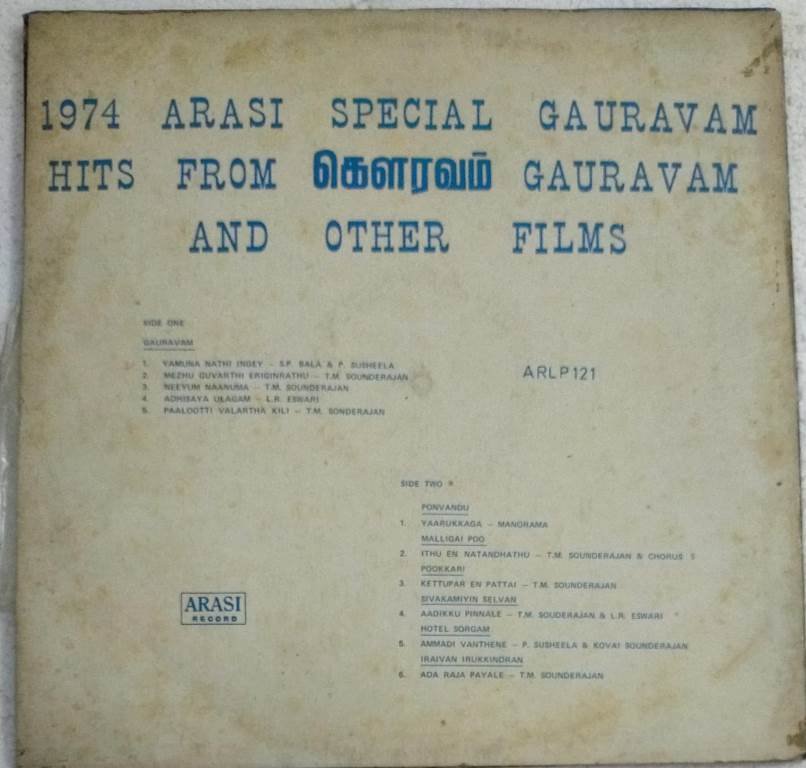 1974 ARASI SPECIAL GAURAVAM
HITS FROM கௌரவம் GAURAVAM
AND OTHER FILMS
SIDE ONE
GAURAVAM
1. YAMUNA NATHI INGEY - S.P. BALA & P. SUSHEELA
2. MEZHU GUVARTHI ERIGINRATHU - T.M. SOUNDERAJAN
3. NEEYUM NAANUMA - T.M. SOUNDERAJAN
4. ADHISAYA ULAGAM - L.R. ESWARI
5. PAALOOTTI VALARTHA KILI - T.M. SONDERAJAN
ARLP121
SIDE TWO
PONVANDU
1. YAARUKKAGA - MANORAMA
MALLIGAI POO
2. ITHU EN NATANDHATHU - T.M. SOUNDERAJAN & CHORUS
POOKKARI
3. KETTUPAR EN PATTAI - T.M. SOUNDERAJAN
SIVAKAMIYIN SELVAN
4. AADIKKU PINNALE - T.M. SOUDERAJAN & L.R. ESWARI
HOTEL SORGAM
5. AMMADI VANTHENE - P. SUSHEELA & KOVAI SOUNDERAJAN
IRAIVAN IRUKKINDRAN
6. ADA RAJA PAYALE - T.M. SOUNDERAJAN
ARASI
RECORD